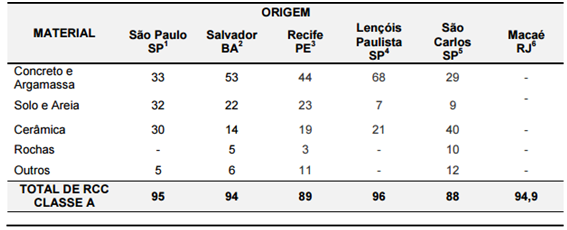 ORIGEM
MATERIAL São Paulo SP1 Salvador BA2 Recife PE3 Lençóis Paulista SP4 São Carlos SP5 Macaé RJ6
Concreto e Argamassa 33 53 44 68 29 -
Solo e Areia 32 22 23 7 9 -
Cerâmica 30 14 19 21 40 -
Rochas - 5 3 10 -
Outros 5 6 11 12 -
TOTAL DE RCC CLASSE A 95 94 89 96 88 94,9